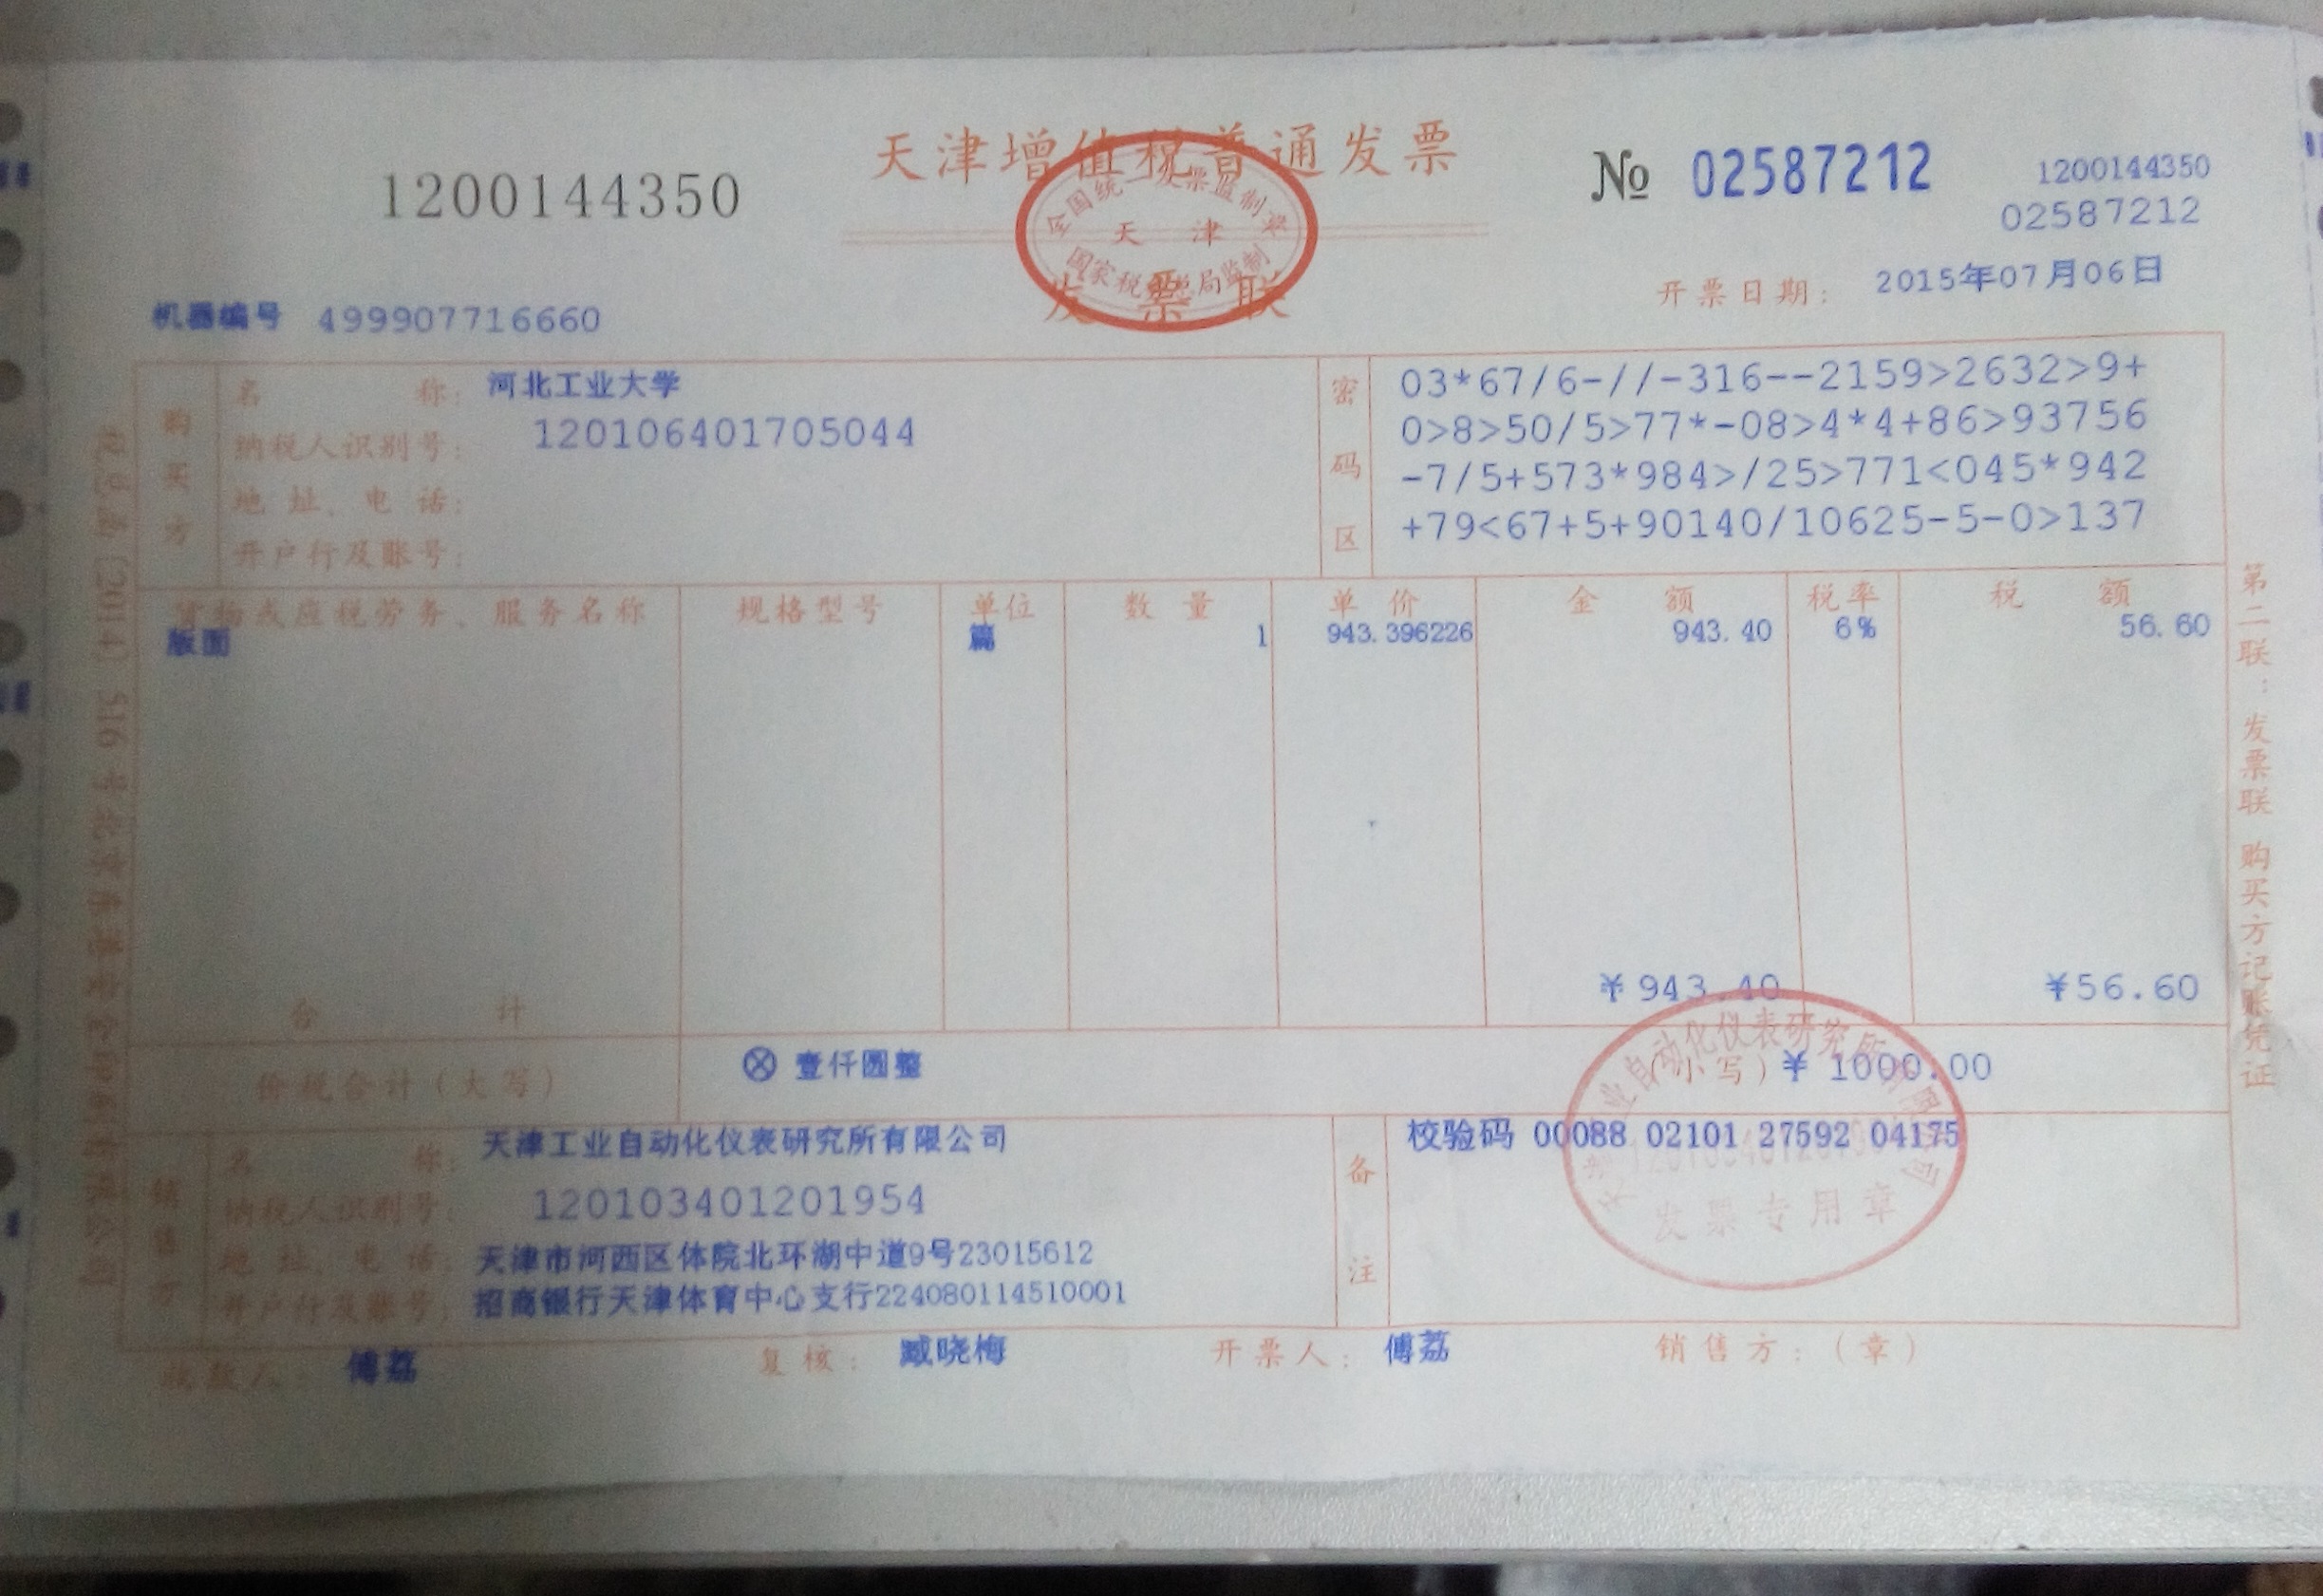 天津增值税普通发票
1200144350
№ 02587212
1200144350
02587212
全国统一发票监制章
天 津
国家税务总局监制
发票联
开票日期: 2015年07月06日
机器编号 499907716660
购买方
名 称: 河北工业大学
纳税人识别号: 120106401705044
地 址、电 话:
开户行及账号:
密码区
03*67/6-//-316--2159>2632>9+
0>8>50/5>77*-08>4*4+86>93756
-7/5+573*984>/25>771<045*942
+79<67+5+90140/10625-5-0>137
货物或应税劳务、服务名称 规格型号 单位 数 量 单 价 金 额 税率 税 额
版面 篇 1 943.396226 943.40 6% 56.60
合 计 ¥943.40 ¥56.60
价税合计(大写) ⊗ 壹仟圆整 (小写)¥ 1000.00
销售方
名 称: 天津工业自动化仪表研究所有限公司
纳税人识别号: 120103401201954
地 址、电 话: 天津市河西区体院北环湖中道9号23015612
开户行及账号: 招商银行天津体育中心支行224080114510001
备注
校验码 00088 02101 27592 04175
天津工业自动化仪表研究所有限公司
发票专用章
收款人: 傅荔 复核: 臧晓梅 开票人: 傅荔 销售方:(章)
第二联:发票联 购买方记账凭证